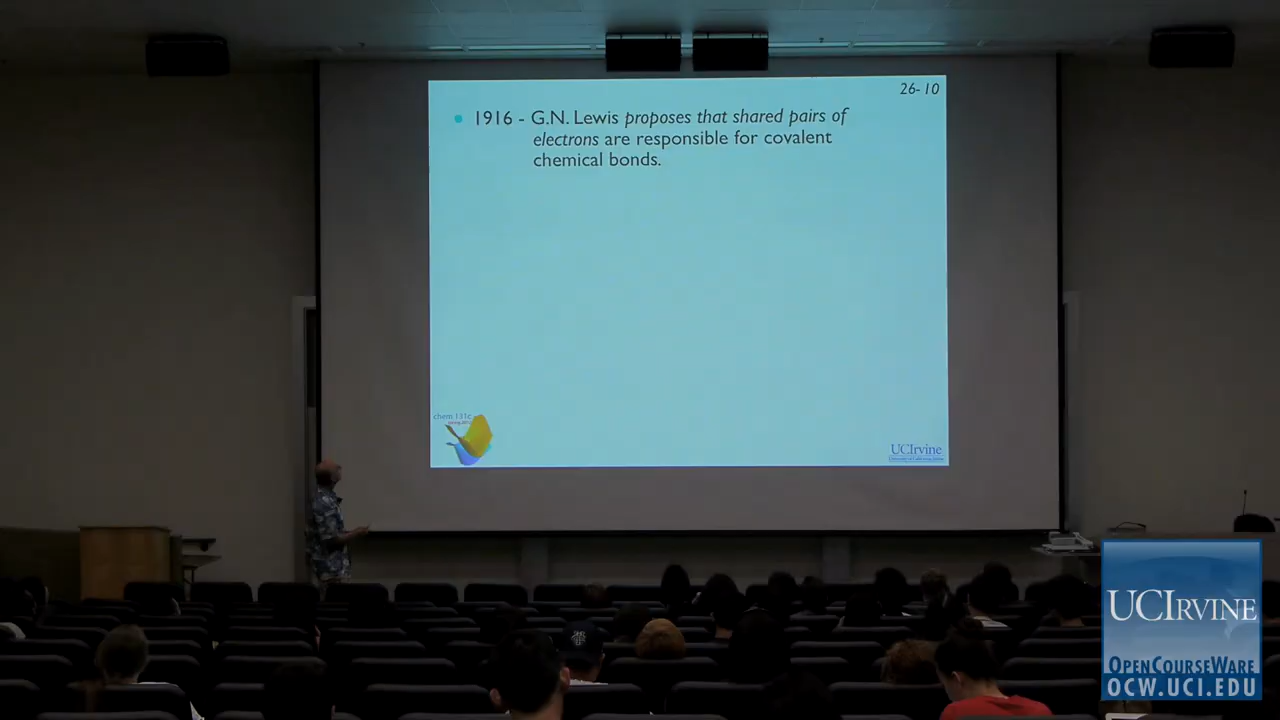 26- 10
• 1916 - G.N. Lewis proposes that shared pairs of
electrons are responsible for covalent
chemical bonds.
chem 131c
UCIrvine
UCIRVINE
OPENCOURSEWARE
OCW.UCI.EDU